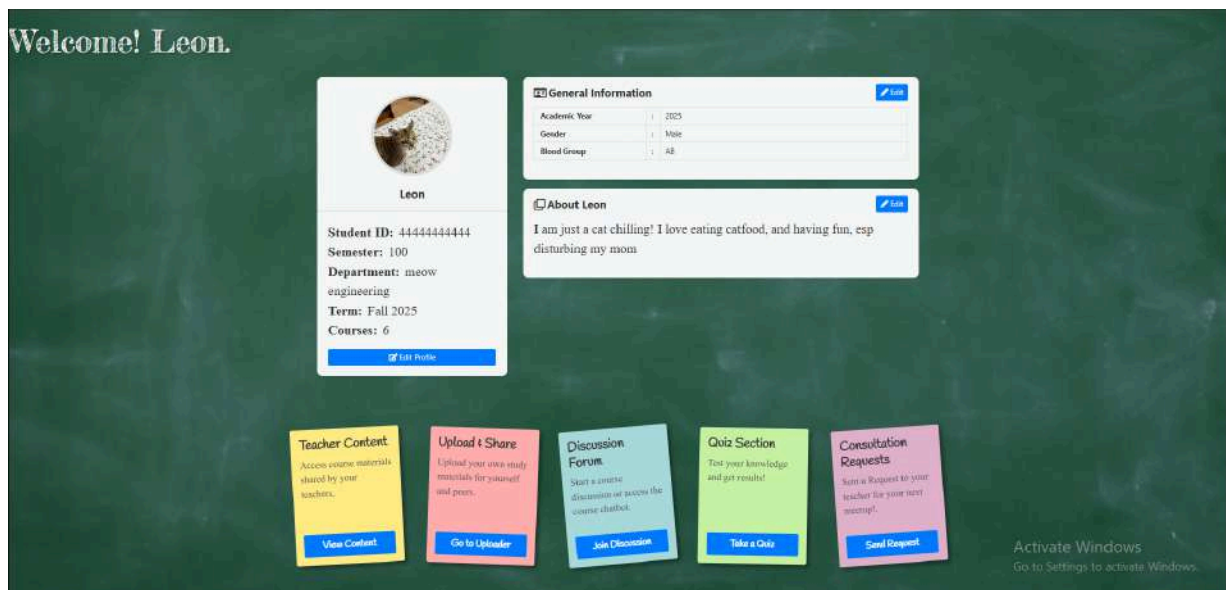 Welcome! Leon.
Leon
Student ID: 44444444444
Semester: 100
Department: meow
engineering
Term: Fall 2025
Courses: 6
Edit Profile
General Information
Edit
Academic Year : 2025
Gender : Male
Blood Group : AB
About Leon
Edit
I am just a cat chilling! I love eating catfood, and having fun, esp
disturbing my mom
Teacher Content
Access course materials
shared by your
teachers.
View Content
Upload & Share
Upload your own study
materials for yourself
and peers.
Go to Uploader
Discussion
Forum
Start a course
discussion or access the
course chatbot.
Join Discussion
Quiz Section
Test your knowledge
and get results!
Take a Quiz
Consultation
Requests
Sent a Request to your
teacher for your next
meetup!.
Send Request
Activate Windows
Go to Settings to activate Windows.